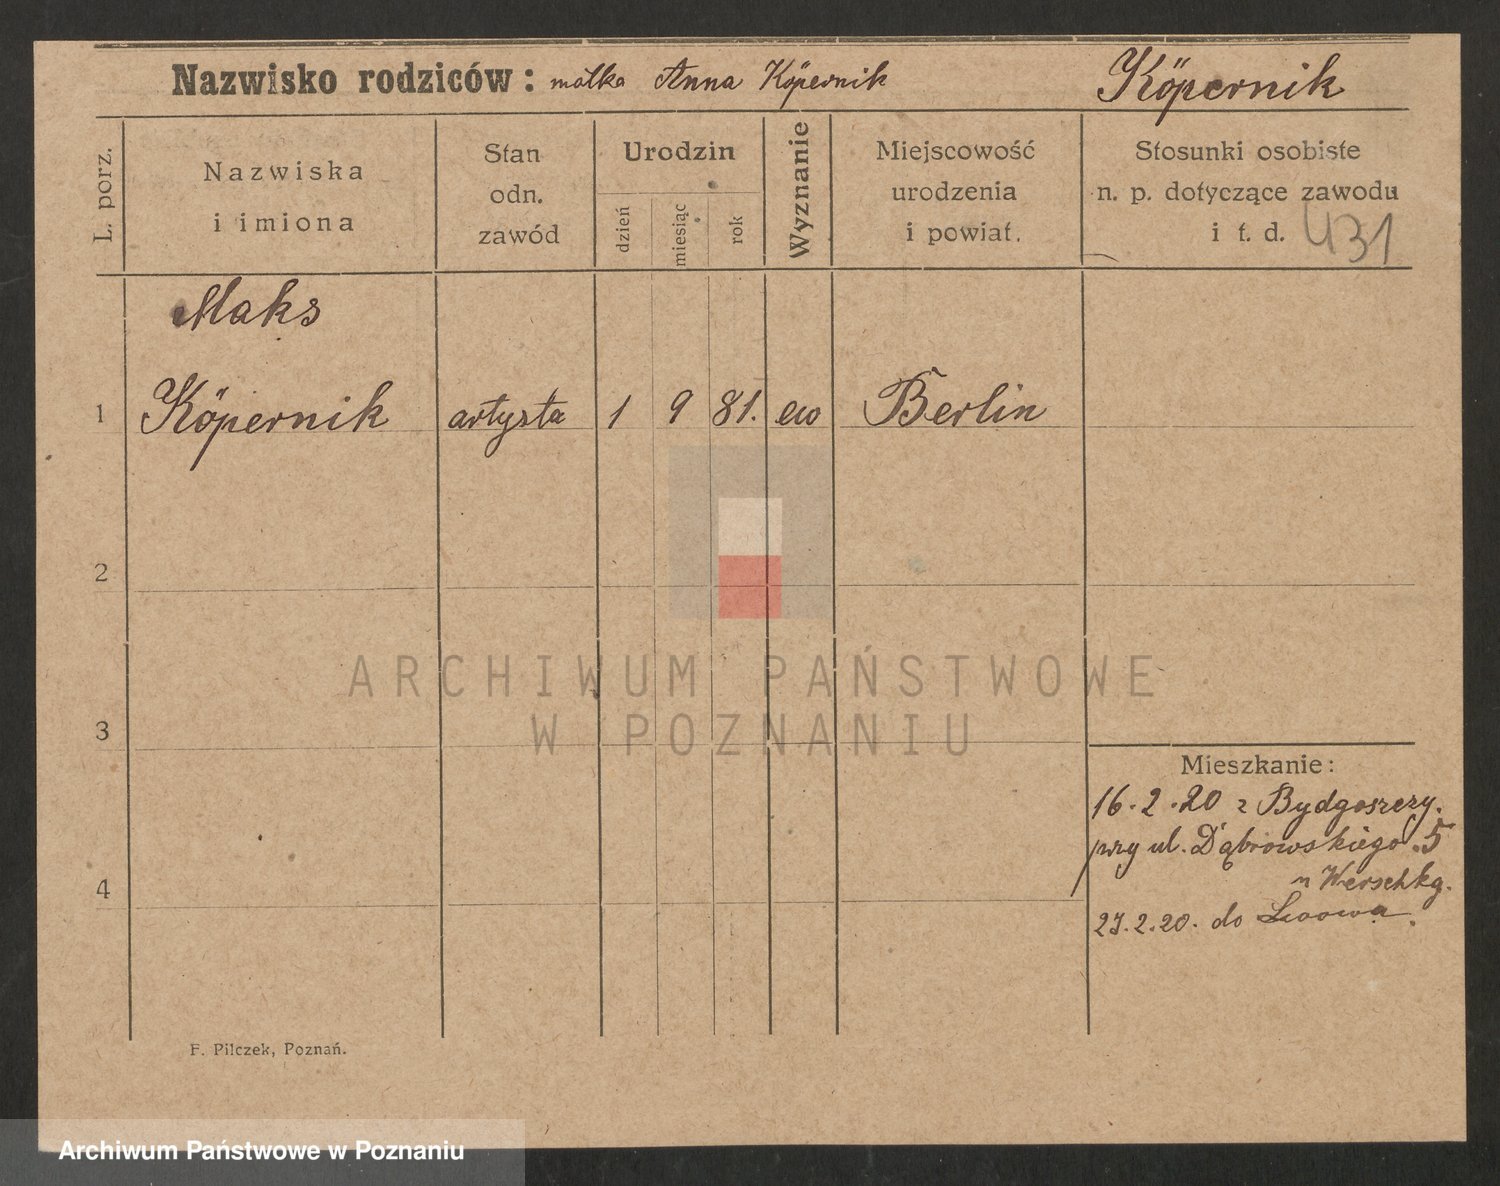 Nazwisko rodziców: matka Anna Köpernik
Köpernik
L. porz.
Nazwiska
i imiona
Stan
odn.
zawód
Urodzin
dzień
miesiąc
rok
Wyznanie
Miejscowość
urodzenia
i powiat.
Stosunki osobiste
n. p. dotyczące zawodu
i t. d. 431
Maks
1 Köpernik artysta 1 9 81. ew Berlin
2
3
4
Mieszkanie:
16.2.20 z Bydgoszczy.
przy ul. Dąbrowskiego 5
27.2.20. do Lwowa.
F. Pilczek, Poznań.
ARCHIWUM PAŃSTWOWE
W POZNANIU
Archiwum Państwowe w Poznaniu